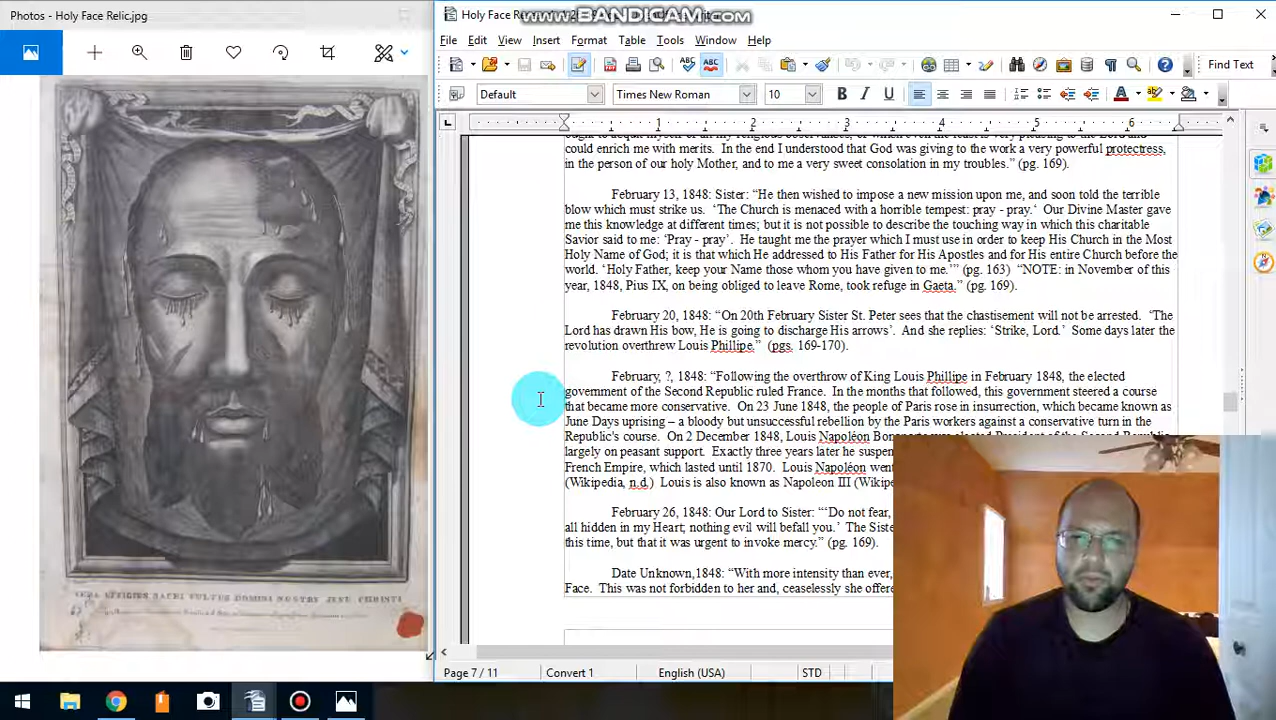 Photos - Holy Face Relic.jpg
Holy Face Re
www.BANDICAM.com
File Edit View Insert Format Table Tools Window Help
Find Text
Default
Times New Roman
10
1 2 3 4 5 6
could enrich me with merits. In the end I understood that God was giving to the work a very powerful protectress,
in the person of our holy Mother, and to me a very sweet consolation in my troubles.” (pg. 169).
February 13, 1848: Sister: “He then wished to impose a new mission upon me, and soon told the terrible
blow which must strike us. ‘The Church is menaced with a horrible tempest: pray - pray.‘ Our Divine Master gave
me this knowledge at different times; but it is not possible to describe the touching way in which this charitable
Savior said to me: ‘Pray - pray’. He taught me the prayer which I must use in order to keep His Church in the Most
Holy Name of God; it is that which He addressed to His Father for His Apostles and for His entire Church before the
world. ‘Holy Father, keep your Name those whom you have given to me.’” (pg. 163) “NOTE: in November of this
year, 1848, Pius IX, on being obliged to leave Rome, took refuge in Gaeta.” (pg. 169).
February 20, 1848: “On 20th February Sister St. Peter sees that the chastisement will not be arrested. ‘The
Lord has drawn His bow, He is going to discharge His arrows’. And she replies: ‘Strike, Lord.’ Some days later the
revolution overthrew Louis Phillipe.” (pgs. 169-170).
February, ?, 1848: “Following the overthrow of King Louis Phillipe in February 1848, the elected
government of the Second Republic ruled France. In the months that followed, this government steered a course
that became more conservative. On 23 June 1848, the people of Paris rose in insurrection, which became known as
June Days uprising – a bloody but unsuccessful rebellion by the Paris workers against a conservative turn in the
Republic's course. On 2 December 1848, Louis Napoléon
largely on peasant support. Exactly three years later he suspen
French Empire, which lasted until 1870. Louis Napoléon went
(Wikipedia, n.d.) Louis is also known as Napoleon III (Wikipe
February 26, 1848: Our Lord to Sister: “‘Do not fear,
all hidden in my Heart; nothing evil will befall you.’ The Siste
this time, but that it was urgent to invoke mercy.” (pg. 169).
Date Unknown,1848: “With more intensity than ever,
Face. This was not forbidden to her and, ceaselessly she offere
EFFIGIES SACRI VULTUS DOMINI NOSTRI JESU CHRISTI
Page 7 / 11
Convert 1
English (USA)
STD